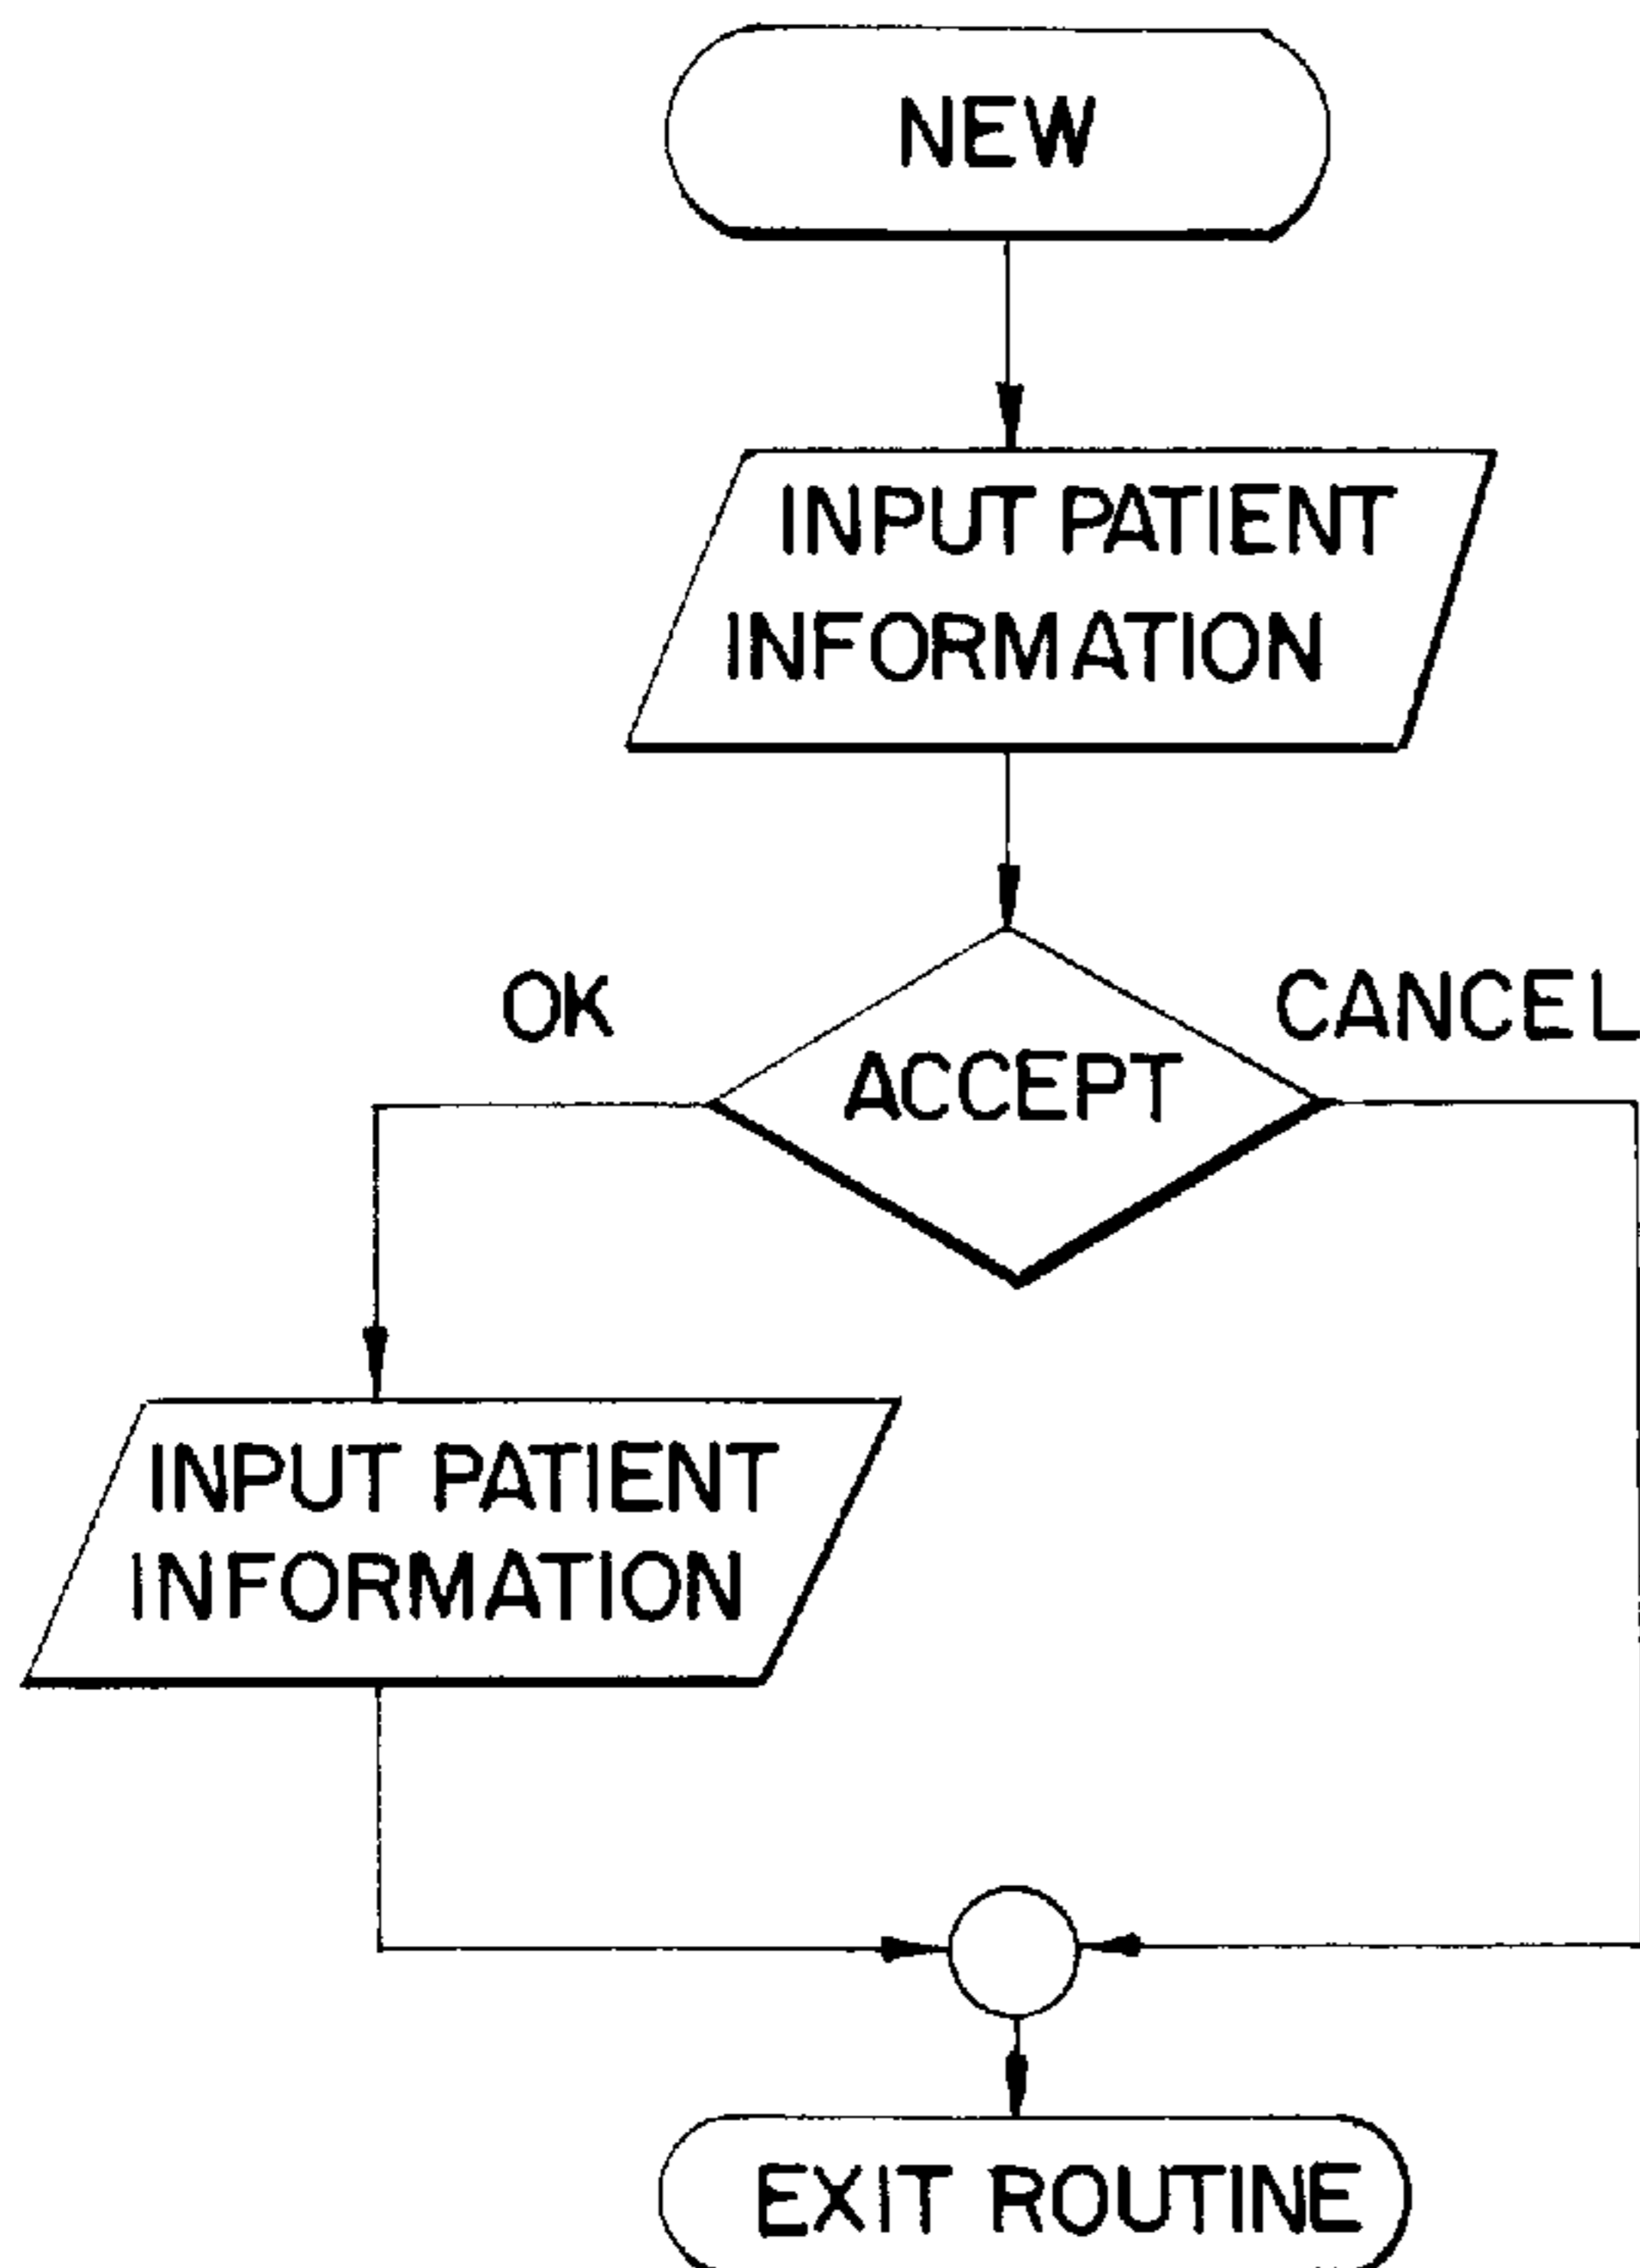 NEW
INPUT PATIENT
INFORMATION
OK
CANCEL
ACCEPT
INPUT PATIENT
INFORMATION
EXIT ROUTINE